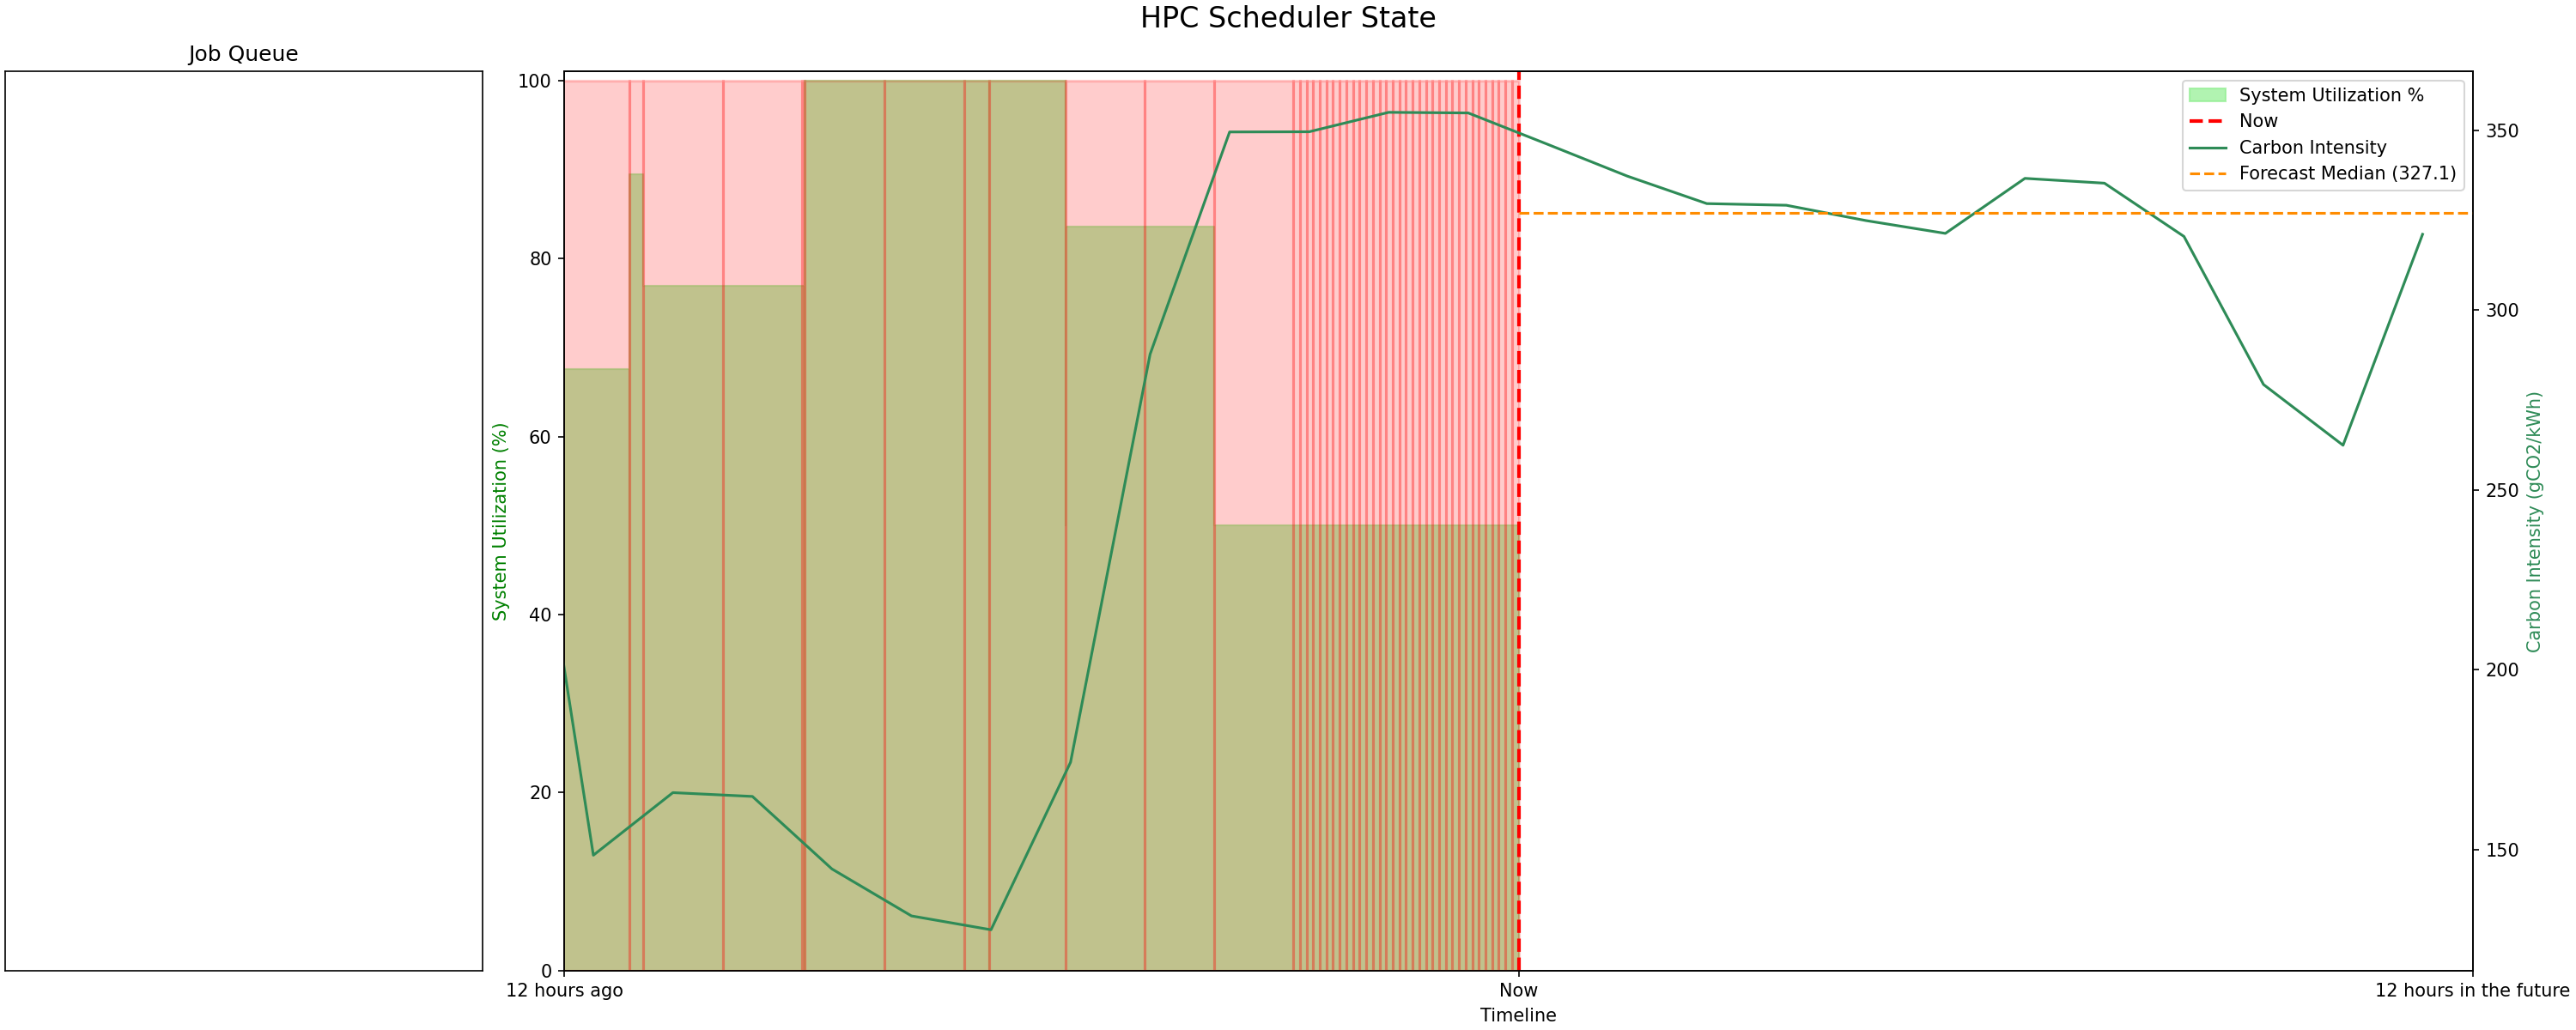 HPC Scheduler State
Job Queue
System Utilization (%)
100
80
60
40
20
0
System Utilization %
Now
Carbon Intensity
Forecast Median (327.1)
350
300
250
200
150
Carbon Intensity (gCO2/kWh)
12 hours ago
Now
12 hours in the future
Timeline